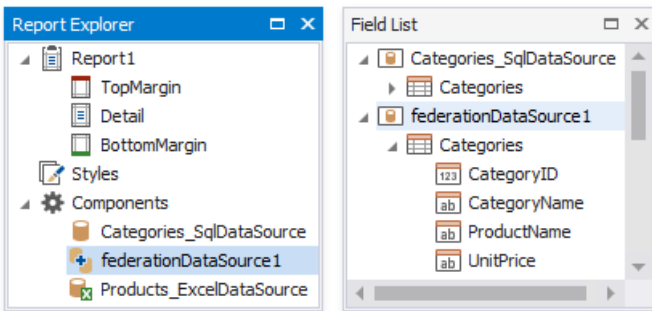 Report Explorer
Report1
TopMargin
Detail
BottomMargin
Styles
Components
Categories_SqlDataSource
federationDataSource1
Products_ExcelDataSource
Field List
Categories_SqlDataSource
Categories
federationDataSource1
Categories
123 CategoryID
ab CategoryName
ab ProductName
ab UnitPrice